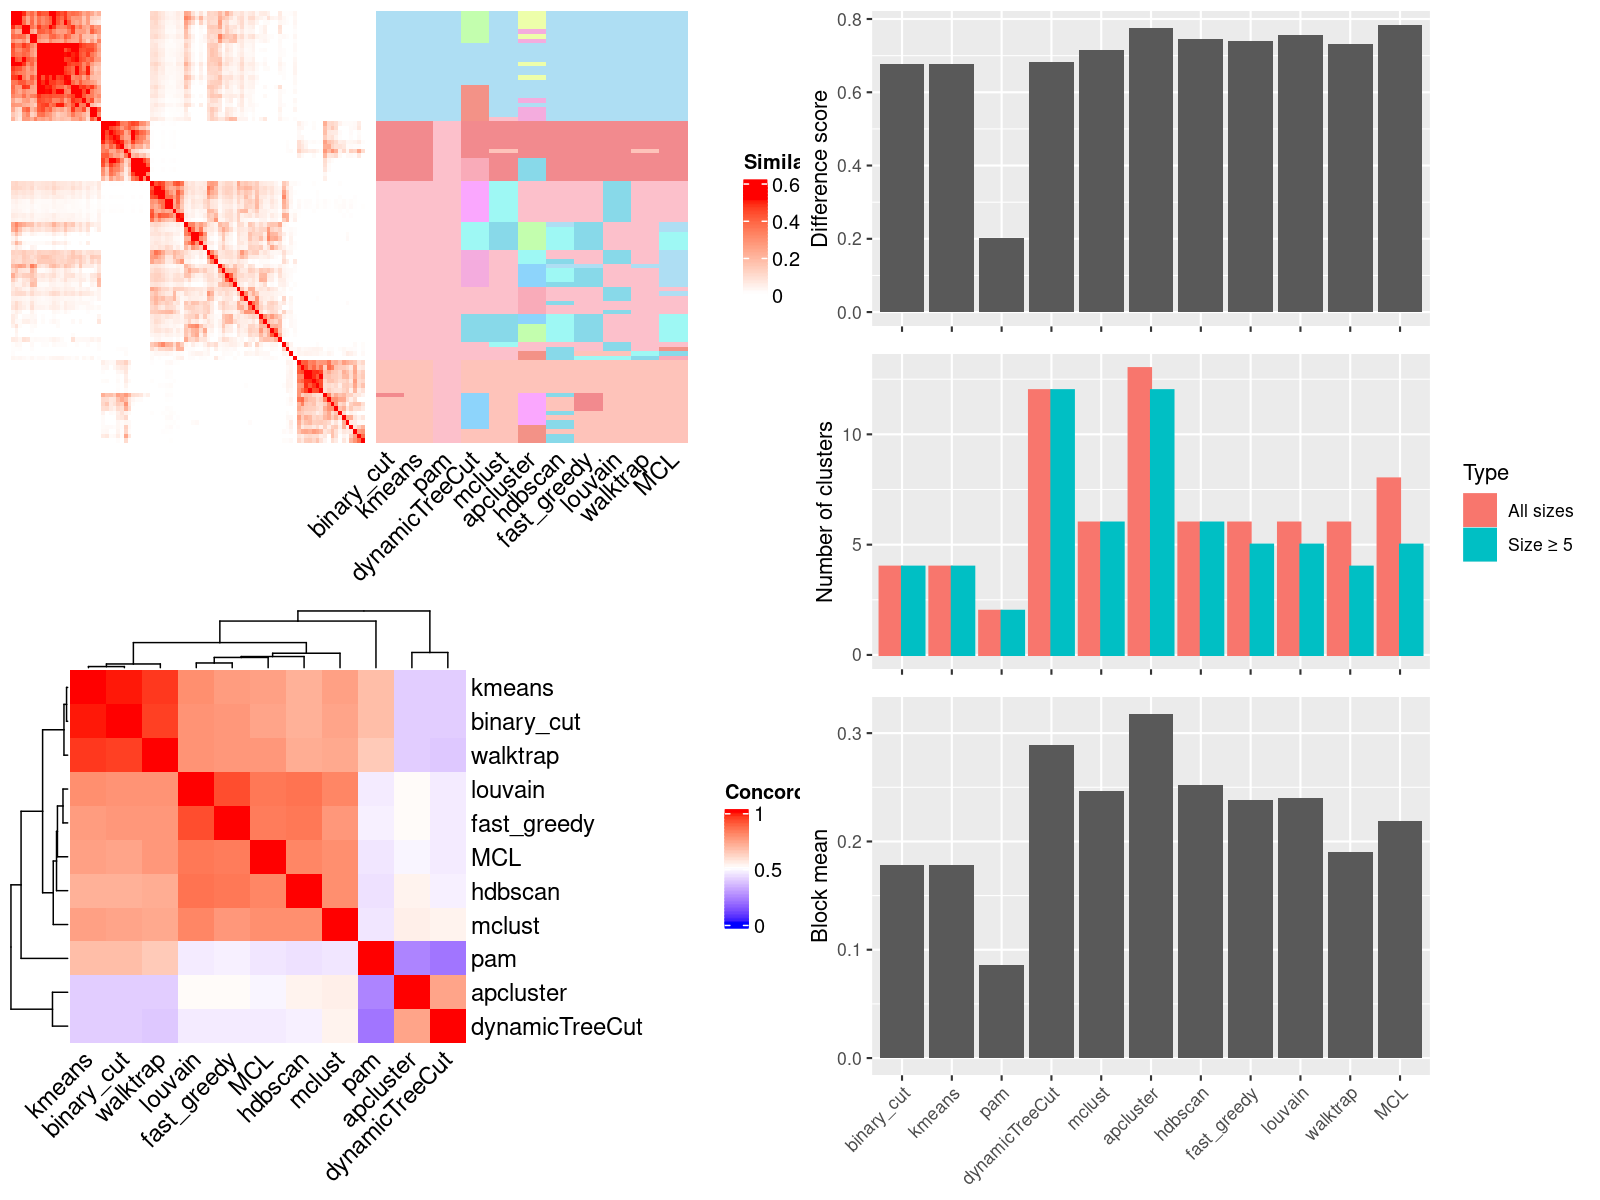 Simila
0.6
0.4
0.2
0
binary_cut
kmeans
pam
dynamicTreeCut
mclust
apcluster
hdbscan
fast_greedy
louvain
walktrap
MCL
Difference score
0.8
0.6
0.4
0.2
0.0
Number of clusters
10
5
0
Type
All sizes
Size ≥ 5
kmeans
binary_cut
walktrap
louvain
fast_greedy
MCL
hdbscan
mclust
pam
apcluster
dynamicTreeCut
kmeans
binary_cut
walktrap
louvain
fast_greedy
MCL
hdbscan
mclust
pam
apcluster
dynamicTreeCut
Concord
1
0.5
0
Block mean
0.3
0.2
0.1
0.0
binary_cut
kmeans
pam
dynamicTreeCut
mclust
apcluster
hdbscan
fast_greedy
louvain
walktrap
MCL